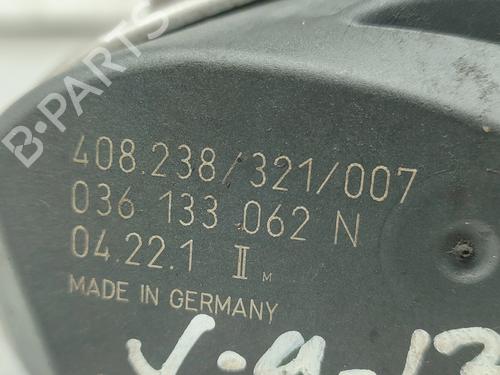 B-PARTS
408.238/321/007
036 133 062 N
04.22.1 II M
MADE IN GERMANY